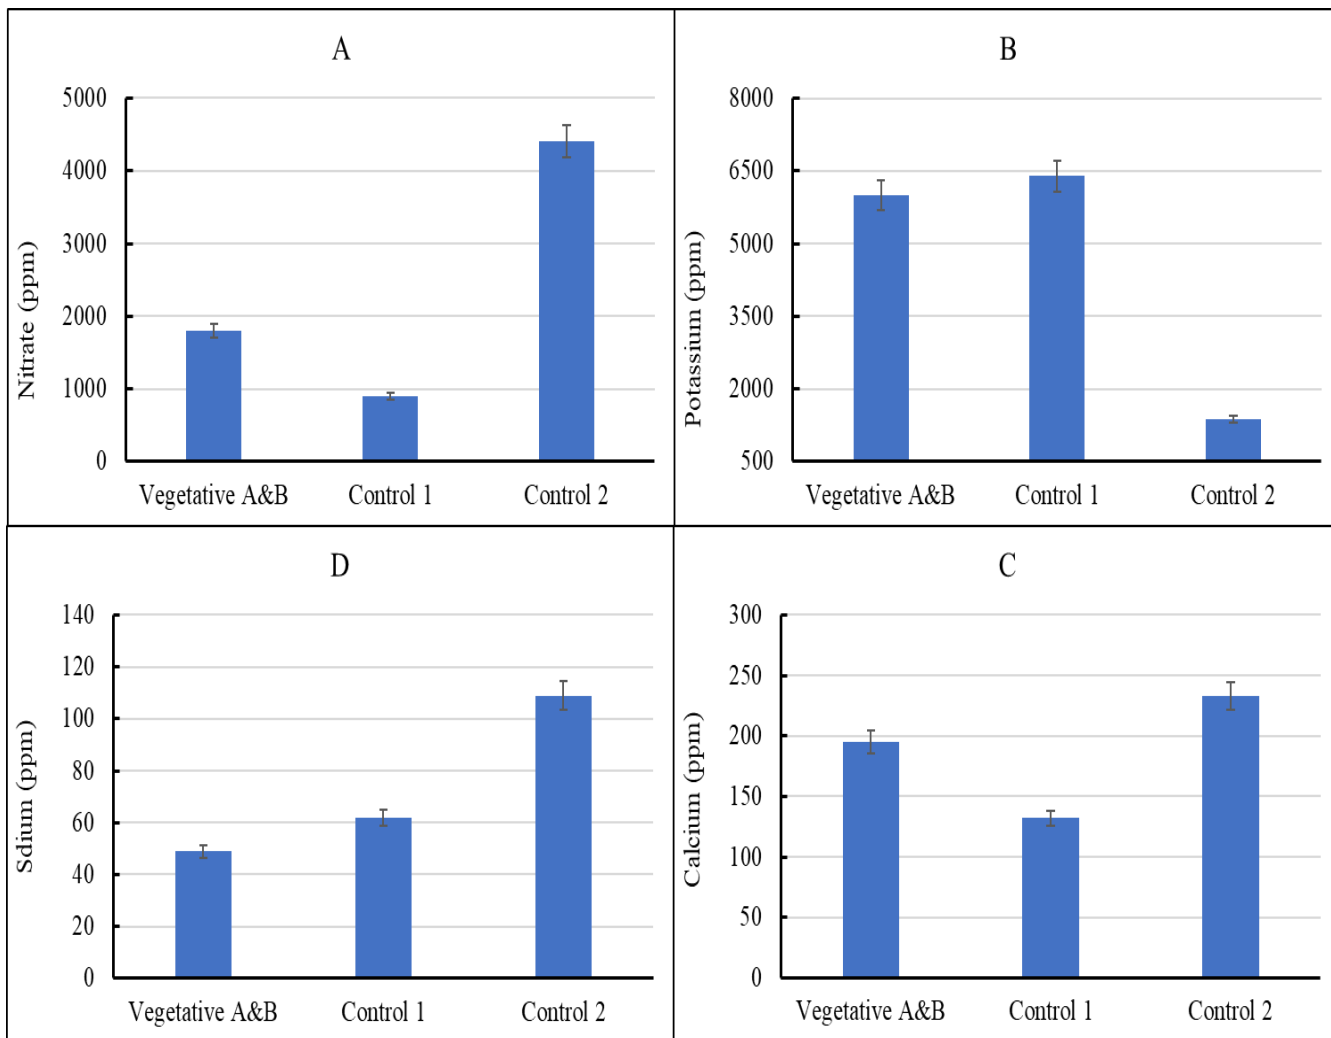 A
5000
4000
3000
2000
1000
0
Nitrate (ppm)
Vegetative A&B Control 1 Control 2
B
8000
6500
5000
3500
2000
500
Potassium (ppm)
Vegetative A&B Control 1 Control 2
D
140
120
100
80
60
40
20
0
Sdium (ppm)
Vegetative A&B Control 1 Control 2
C
300
250
200
150
100
50
0
Calcium (ppm)
Vegetative A&B Control 1 Control 2